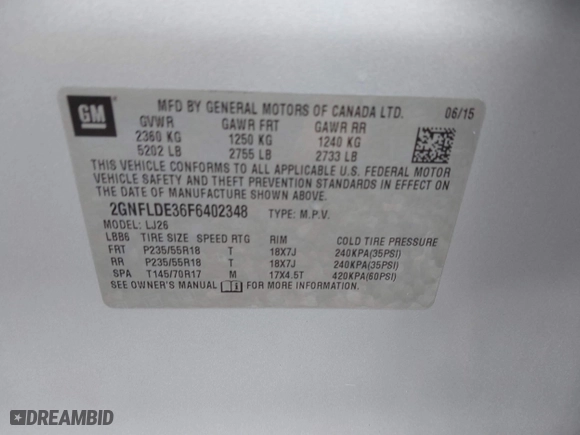 GM
MFD BY GENERAL MOTORS OF CANADA LTD. 06/15
GVWR GAWR FRT GAWR RR
2360 KG 1250 KG 1240 KG
5202 LB 2755 LB 2733 LB
THIS VEHICLE CONFORMS TO ALL APPLICABLE U.S. FEDERAL MOTOR
VEHICLE SAFETY AND THEFT PREVENTION STANDARDS IN EFFECT ON
THE DATE OF MANUFACTURE SHOWN ABOVE.
2GNFLDE36F6402348 TYPE: M.P.V.
MODEL: LJ26
LBB6 TIRE SIZE SPEED RTG RIM COLD TIRE PRESSURE
FRT P235/55R18 T 18X7J 240KPA(35PSI)
RR P235/55R18 T 18X7J 240KPA(35PSI)
SPA T145/70R17 M 17X4.5T 420KPA(60PSI)
SEE OWNER'S MANUAL FOR MORE INFORMATION.
DREAMBID